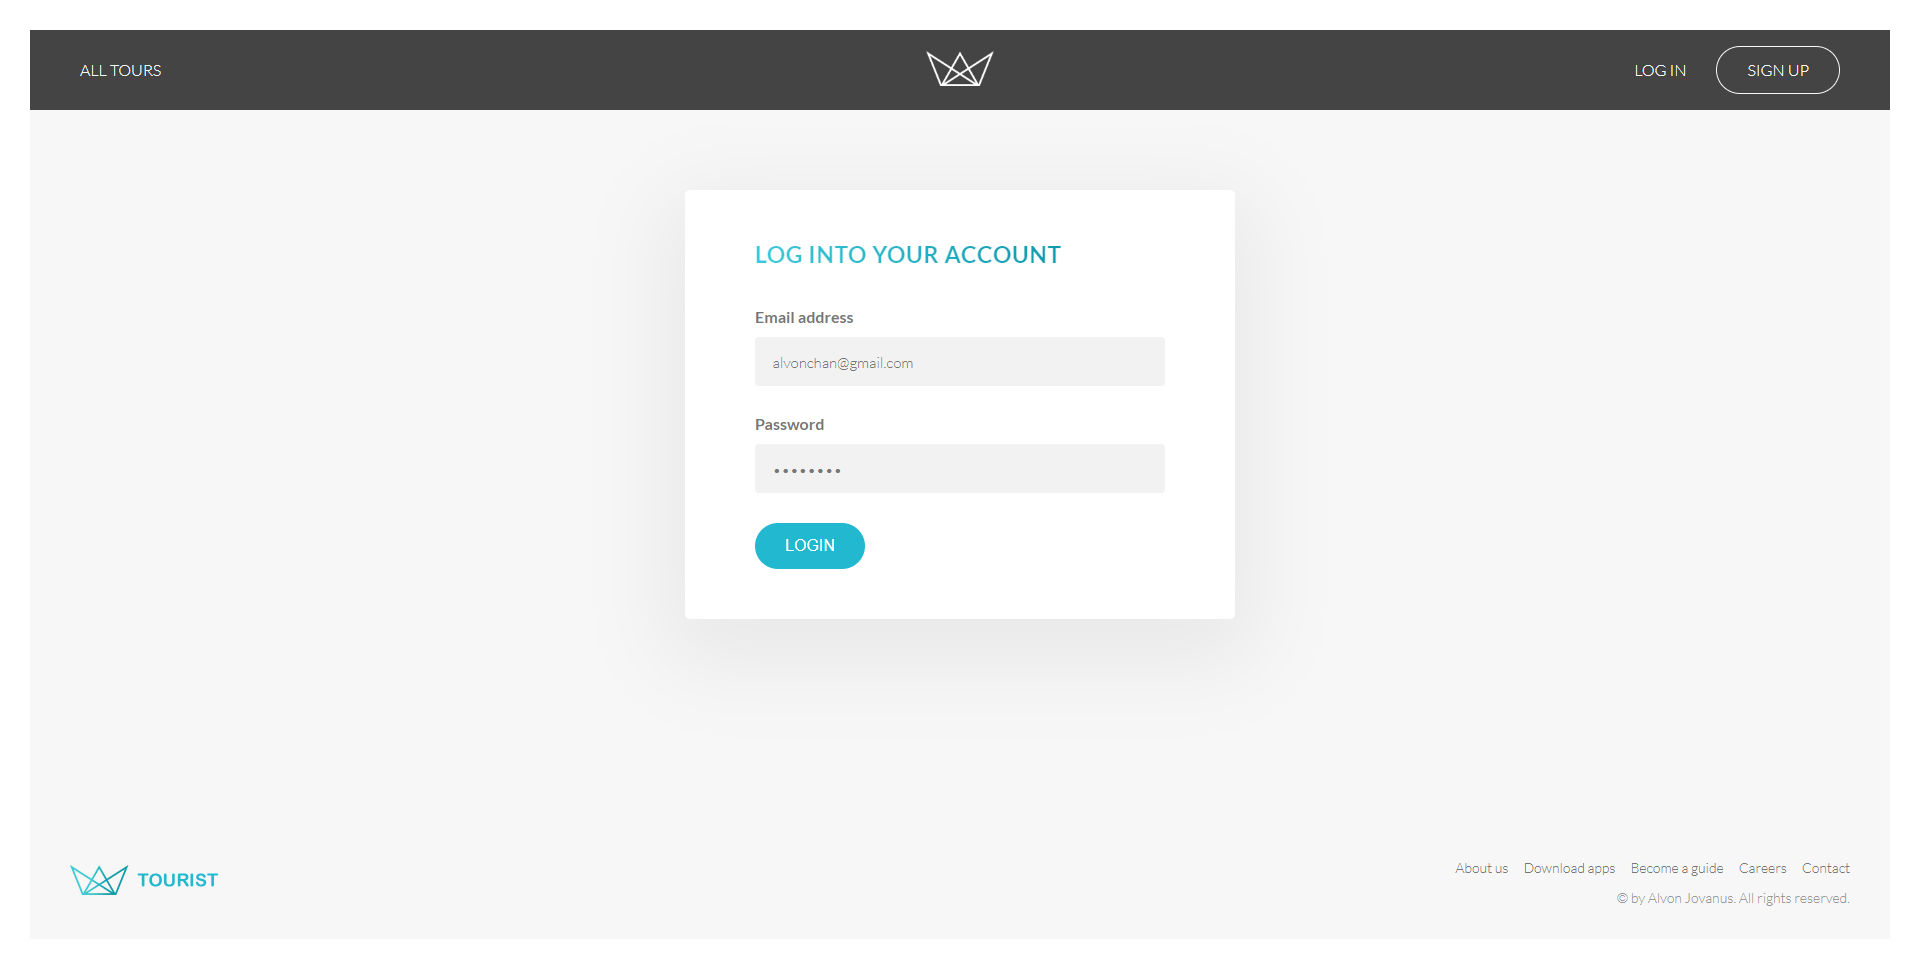 ALL TOURS
LOG IN
SIGN UP
LOG INTO YOUR ACCOUNT
Email address
alvonchan@gmail.com
Password
••••••••
LOGIN
TOURIST
About us Download apps Become a guide Careers Contact
© by Alvon Jovanus. All rights reserved.